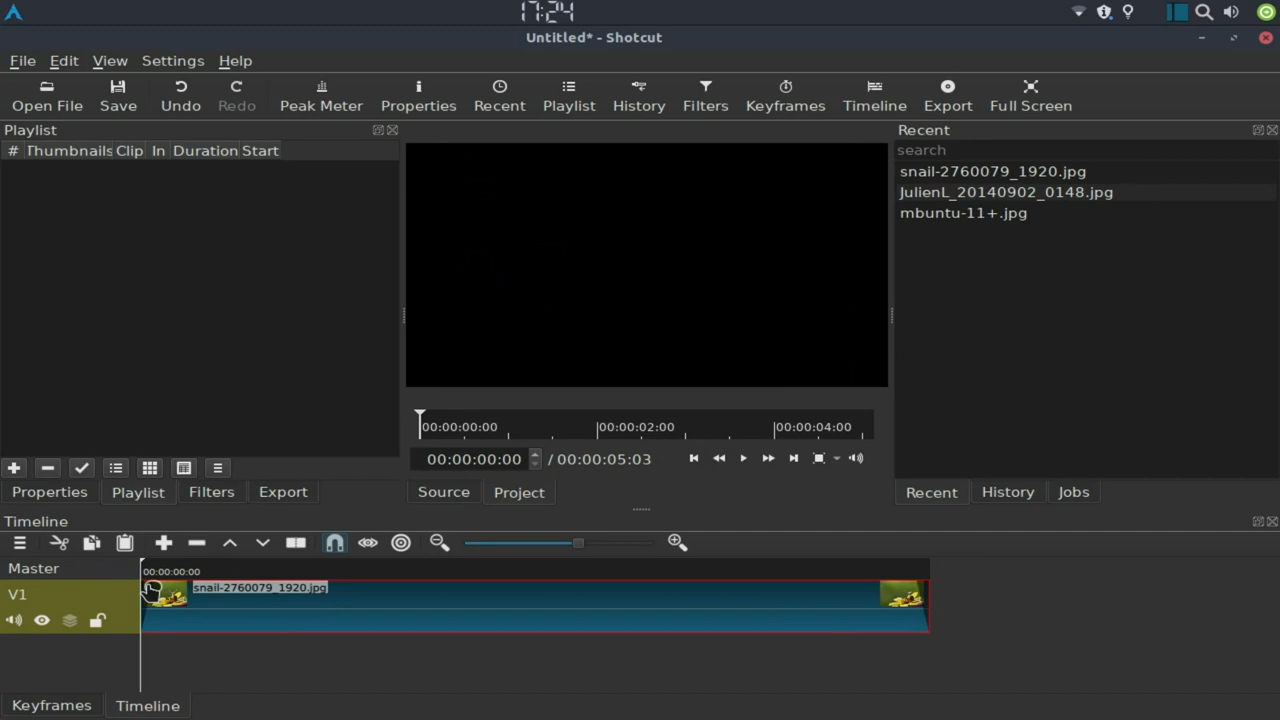 17:24
Untitled* - Shotcut
File Edit View Settings Help
Open File Save Undo Redo Peak Meter Properties Recent Playlist History Filters Keyframes Timeline Export Full Screen
Playlist
# Thumbnails Clip In Duration Start
Recent
search
snail-2760079_1920.jpg
JulienL_20140902_0148.jpg
mbuntu-11+.jpg
00:00:00:00 00:00:02:00 00:00:04:00
00:00:00:00 / 00:00:05:03
Properties Playlist Filters Export
Source Project
Recent History Jobs
Timeline
Master
00:00:00:00
V1
snail-2760079_1920.jpg
Keyframes Timeline